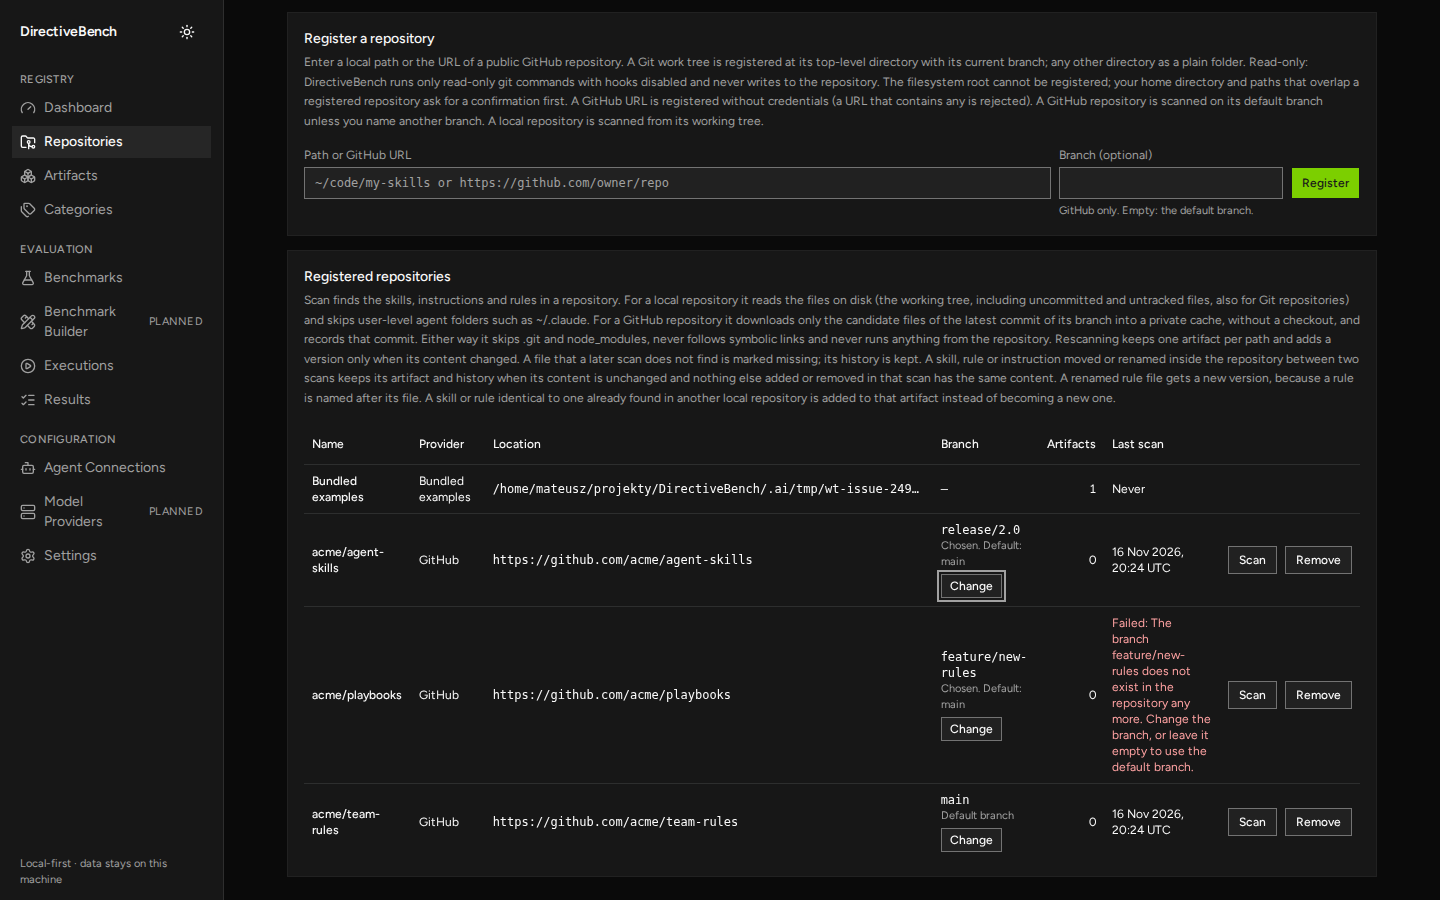 DirectiveBench
REGISTRY
Dashboard
Repositories
Artifacts
Categories
EVALUATION
Benchmarks
Benchmark
Builder
PLANNED
Executions
Results
CONFIGURATION
Agent Connections
Model
Providers
PLANNED
Settings
Local-first · data stays on this
machine
Register a repository
Enter a local path or the URL of a public GitHub repository. A Git work tree is registered at its top-level directory with its current branch; any other directory as a plain folder. Read-only:
DirectiveBench runs only read-only git commands with hooks disabled and never writes to the repository. The filesystem root cannot be registered; your home directory and paths that overlap a
registered repository ask for a confirmation first. A GitHub URL is registered without credentials (a URL that contains any is rejected). A GitHub repository is scanned on its default branch
unless you name another branch. A local repository is scanned from its working tree.
Path or GitHub URL
Branch (optional)
~/code/my-skills or https://github.com/owner/repo
Register
GitHub only. Empty: the default branch.
Registered repositories
Scan finds the skills, instructions and rules in a repository. For a local repository it reads the files on disk (the working tree, including uncommitted and untracked files, also for Git repositories)
and skips user-level agent folders such as ~/.claude. For a GitHub repository it downloads only the candidate files of the latest commit of its branch into a private cache, without a checkout, and
records that commit. Either way it skips .git and node_modules, never follows symbolic links and never runs anything from the repository. Rescanning keeps one artifact per path and adds a
version only when its content changed. A file that a later scan does not find is marked missing; its history is kept. A skill, rule or instruction moved or renamed inside the repository between two
scans keeps its artifact and history when its content is unchanged and nothing else added or removed in that scan has the same content. A renamed rule file gets a new version, because a rule
is named after its file. A skill or rule identical to one already found in another local repository is added to that artifact instead of becoming a new one.
Name
Provider
Location
Branch
Artifacts
Last scan
Bundled
examples
Bundled
examples
/home/mateusz/projekty/DirectiveBench/.ai/tmp/wt-issue-249…
—
1
Never
acme/agent-
skills
GitHub
https://github.com/acme/agent-skills
release/2.0
Chosen. Default:
main
Change
0
16 Nov 2026,
20:24 UTC
Scan
Remove
acme/playbooks
GitHub
https://github.com/acme/playbooks
feature/new-
rules
Chosen. Default:
main
Change
0
Failed: The
branch
feature/new-
rules does not
exist in the
repository any
more. Change the
branch, or leave it
empty to use the
default branch.
Scan
Remove
acme/team-
rules
GitHub
https://github.com/acme/team-rules
main
Default branch
Change
0
16 Nov 2026,
20:24 UTC
Scan
Remove